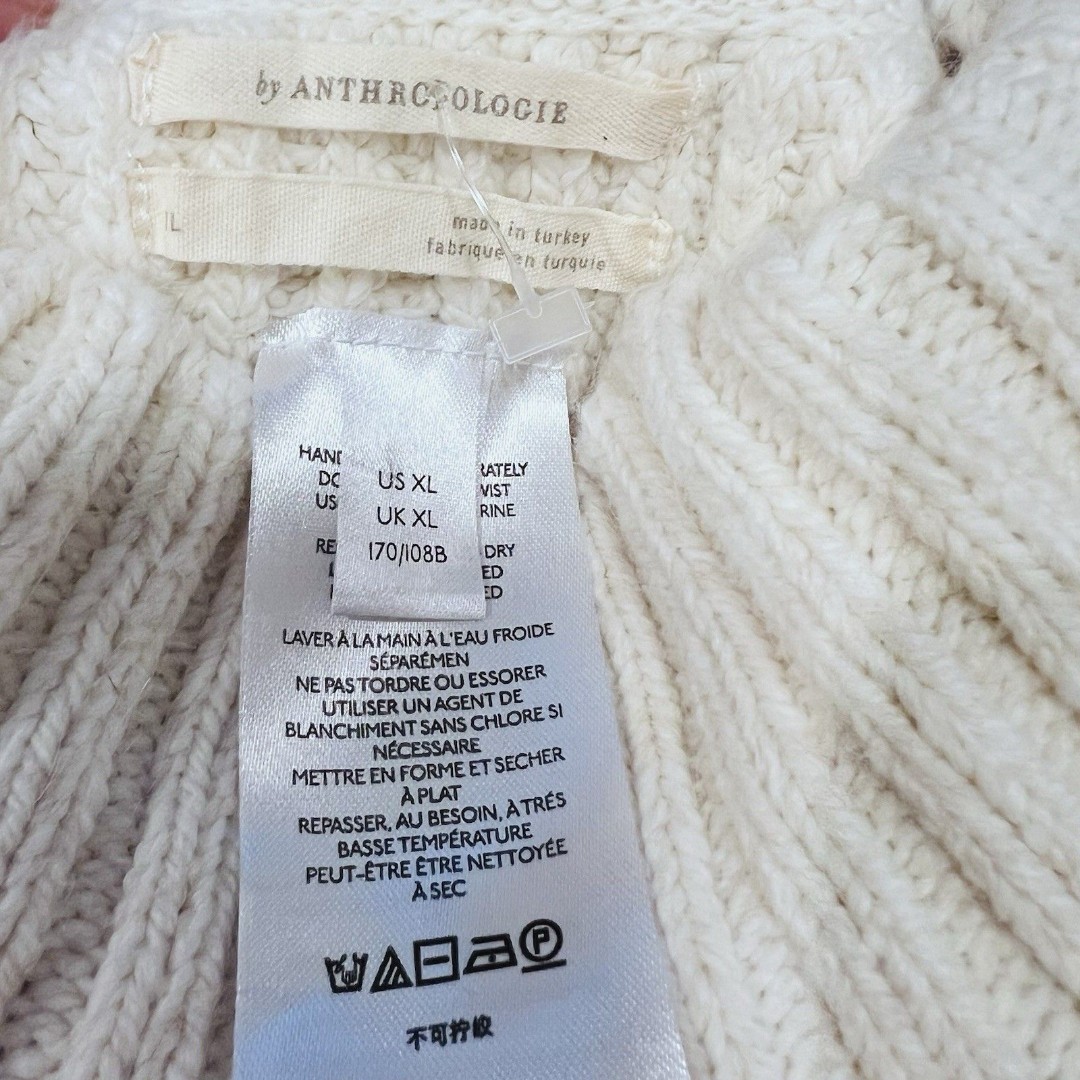 by ANTHROPOLOGIE
made in turkey
fabriqué en turquie
US XL
UK XL
170/108B
LAVER À LA MAIN À L'EAU FROIDE
SÉPARÉMEN
NE PAS TORDRE OU ESSORER
UTILISER UN AGENT DE
BLANCHIMENT SANS CHLORE SI
NÉCESSAIRE
METTRE EN FORME ET SECHER
À PLAT
REPASSER, AU BESOIN, À TRÉS
BASSE TEMPÉRATURE
PEUT-ÊTRE ÊTRE NETTOYÉE
À SEC
P
不可拧绞